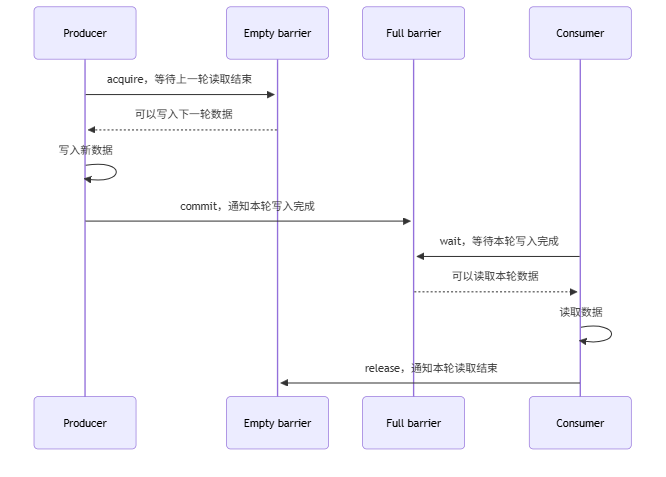 Producer
Empty barrier
Full barrier
Consumer
acquire，等待上一轮读取结束
可以写入下一轮数据
写入新数据
commit，通知本轮写入完成
wait，等待本轮写入完成
可以读取本轮数据
读取数据
release，通知本轮读取结束
Producer
Empty barrier
Full barrier
Consumer